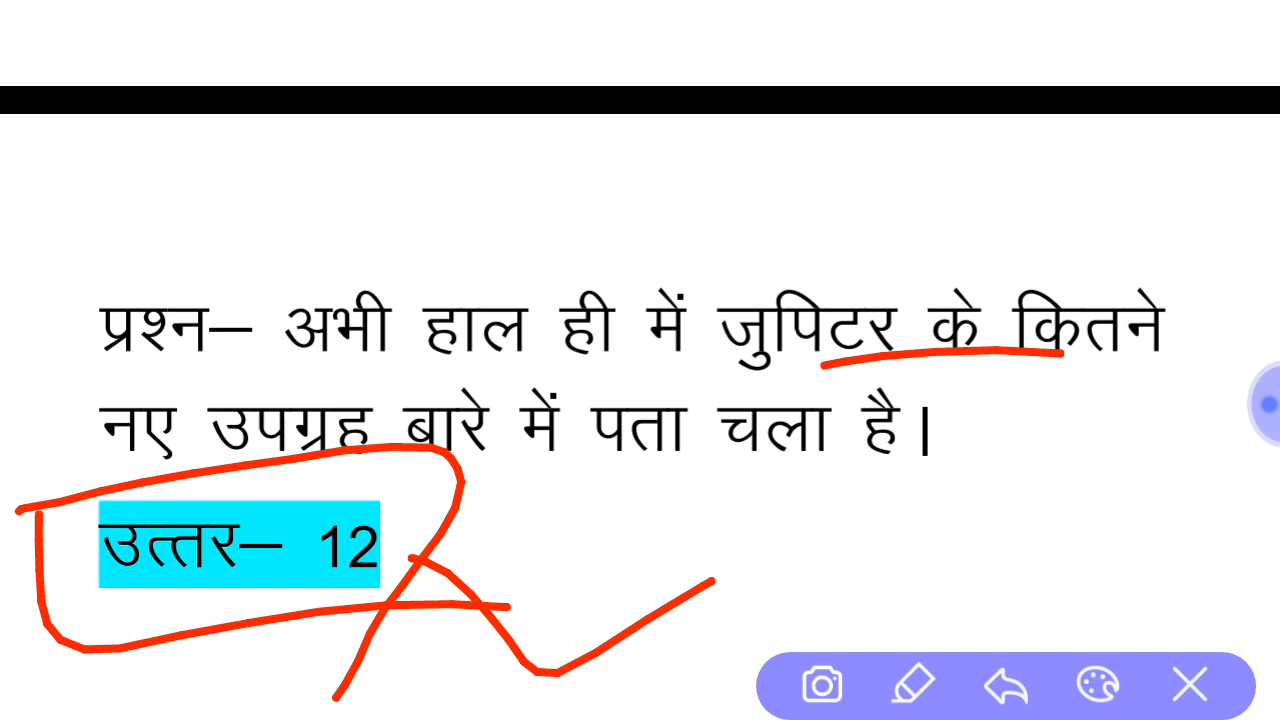 प्रश्न– अभी हाल ही में जुपिटर के कितने
नए उपग्रह बारे में पता चला है।
उत्तर– 12